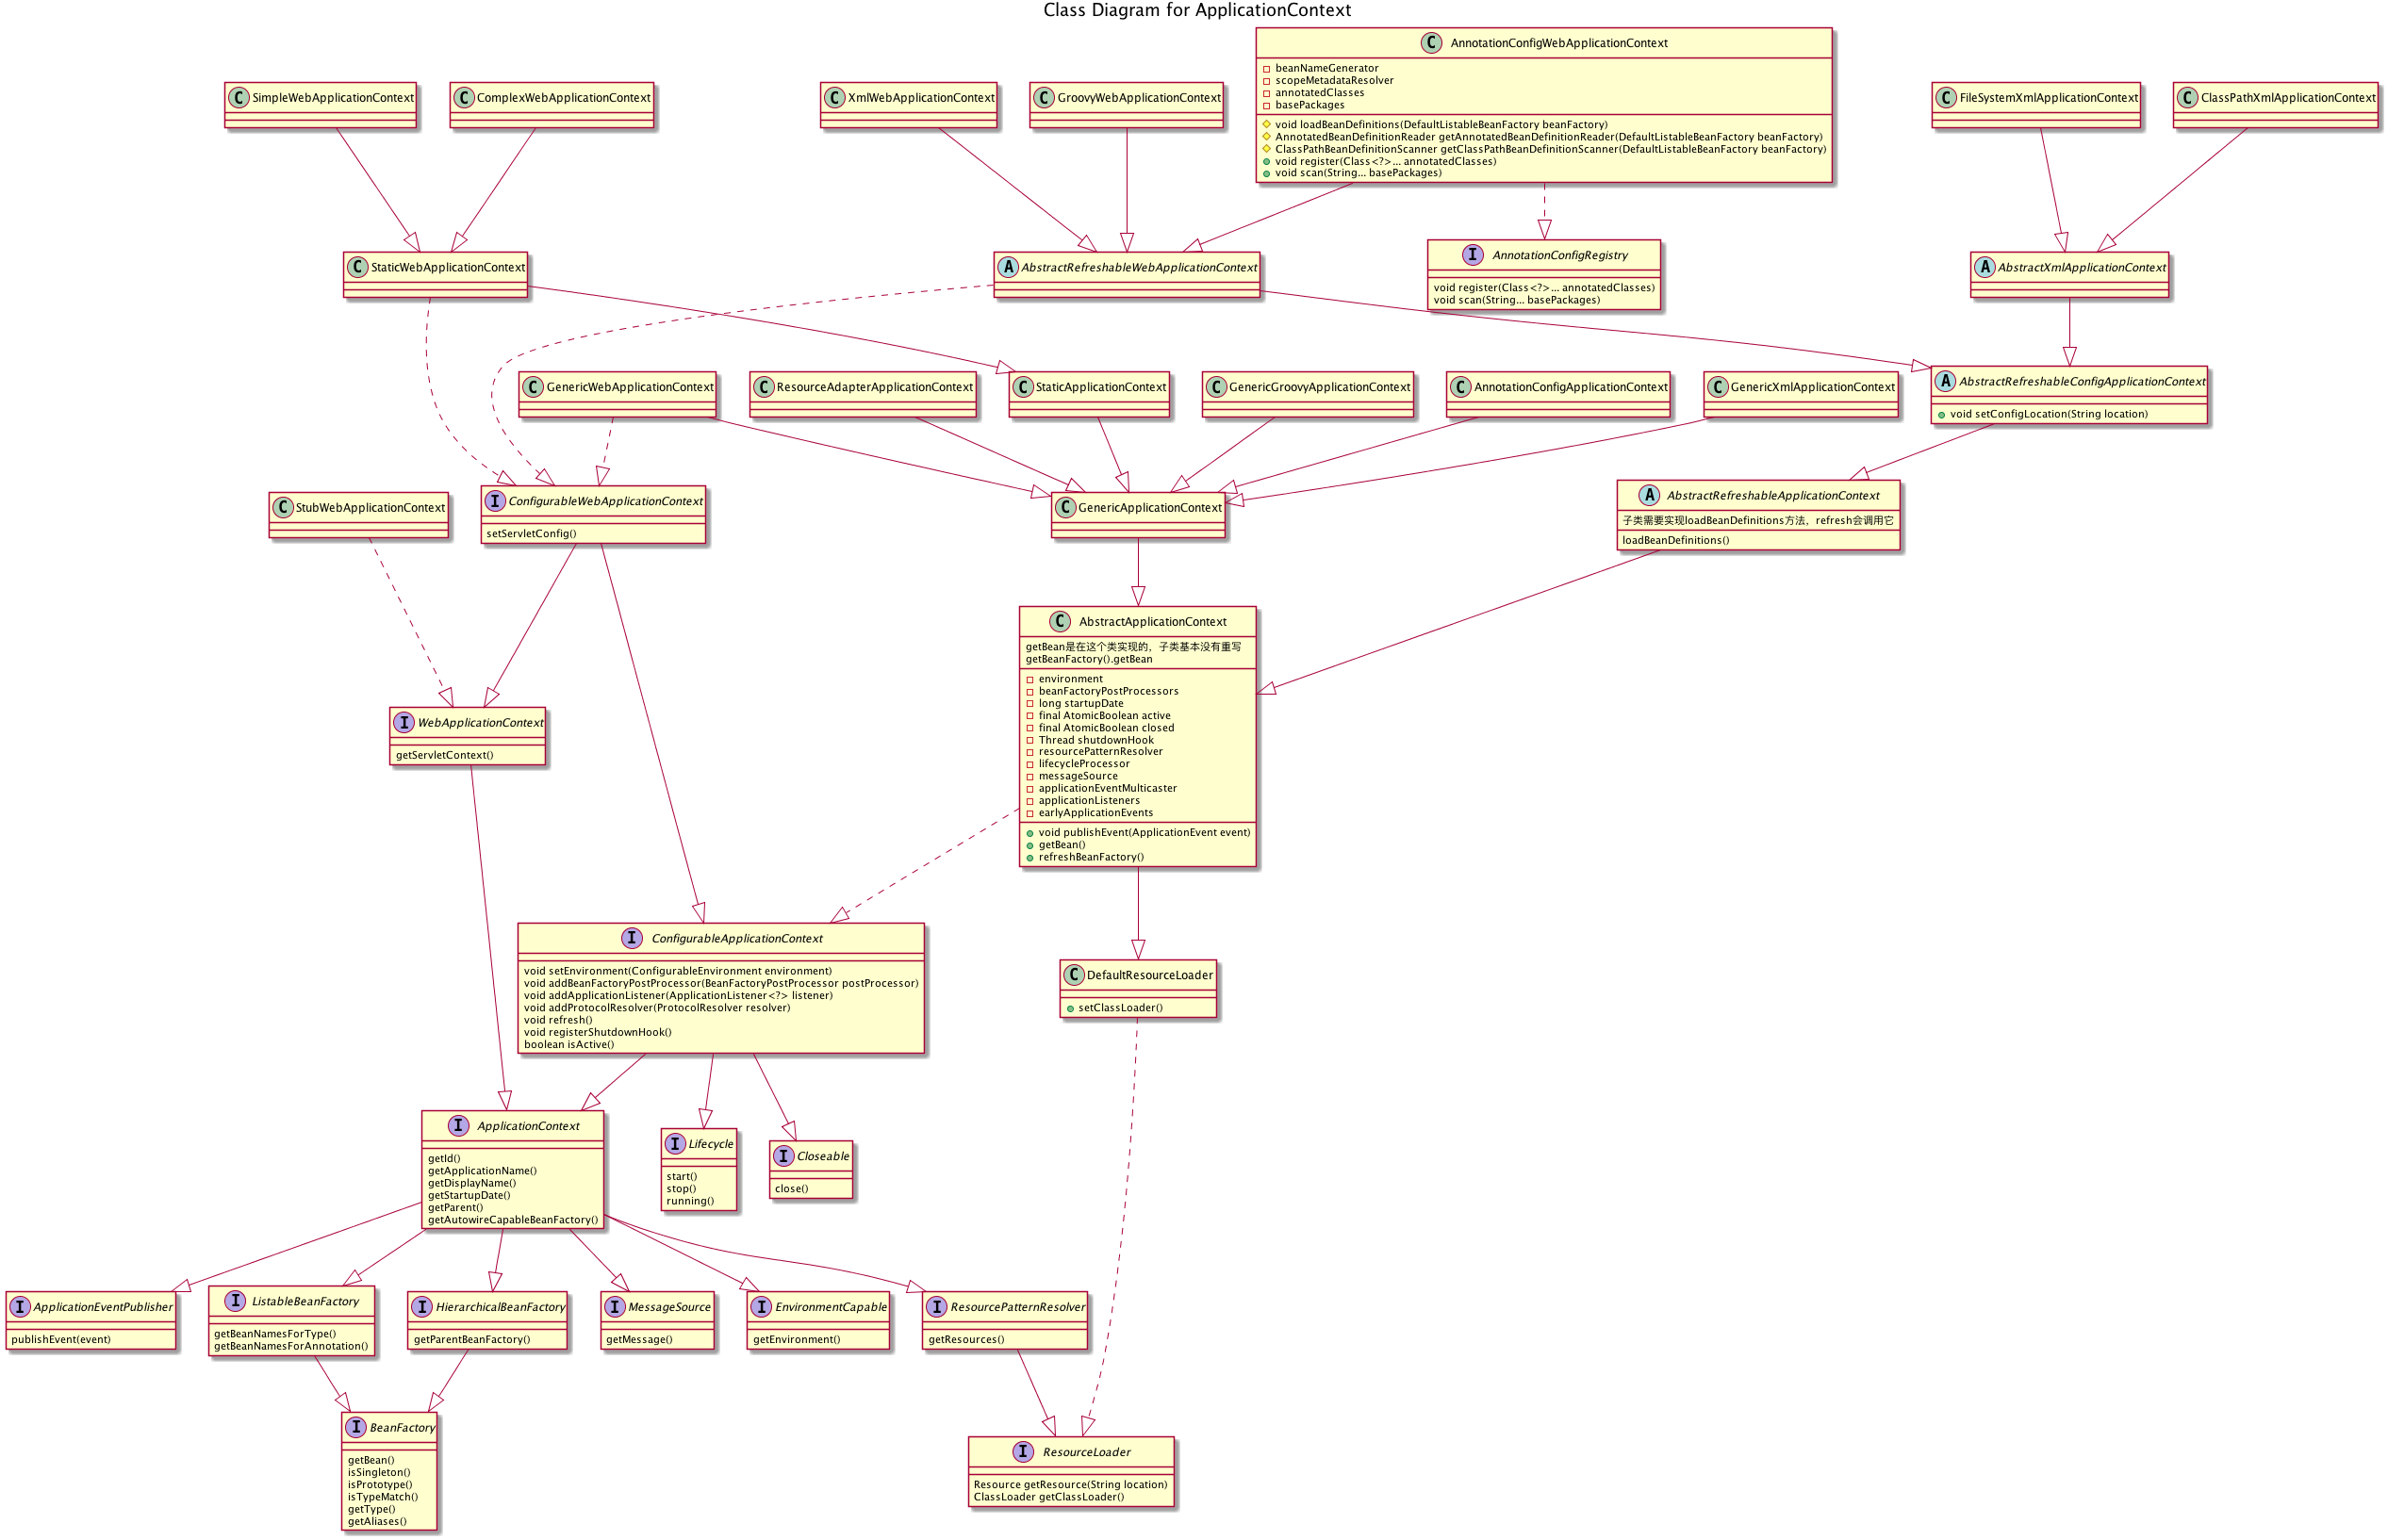 Class Diagram for ApplicationContext
C AnnotationConfigWebApplicationContext
beanNameGenerator
scopeMetadataResolver
annotatedClasses
basePackages
void loadBeanDefinitions(DefaultListableBeanFactory beanFactory)
AnnotatedBeanDefinitionReader getAnnotatedBeanDefinitionReader(DefaultListableBeanFactory beanFactory)
ClassPathBeanDefinitionScanner getClassPathBeanDefinitionScanner(DefaultListableBeanFactory beanFactory)
void register(Class<?>... annotatedClasses)
void scan(String... basePackages)
C SimpleWebApplicationContext
C ComplexWebApplicationContext
C XmlWebApplicationContext
C GroovyWebApplicationContext
C FileSystemXmlApplicationContext
C ClassPathXmlApplicationContext
C StaticWebApplicationContext
A AbstractRefreshableWebApplicationContext
I AnnotationConfigRegistry
void register(Class<?>... annotatedClasses)
void scan(String... basePackages)
A AbstractXmlApplicationContext
C GenericWebApplicationContext
C ResourceAdapterApplicationContext
C StaticApplicationContext
C GenericGroovyApplicationContext
C AnnotationConfigApplicationContext
C GenericXmlApplicationContext
A AbstractRefreshableConfigApplicationContext
void setConfigLocation(String location)
C StubWebApplicationContext
I ConfigurableWebApplicationContext
setServletConfig()
C GenericApplicationContext
A AbstractRefreshableApplicationContext
子类需要实现loadBeanDefinitions方法，refresh会调用它
loadBeanDefinitions()
C AbstractApplicationContext
getBean是在这个类实现的，子类基本没有重写
getBeanFactory().getBean
environment
beanFactoryPostProcessors
long startupDate
final AtomicBoolean active
final AtomicBoolean closed
Thread shutdownHook
resourcePatternResolver
lifecycleProcessor
messageSource
applicationEventMulticaster
applicationListeners
earlyApplicationEvents
void publishEvent(ApplicationEvent event)
getBean()
refreshBeanFactory()
I WebApplicationContext
getServletContext()
I ConfigurableApplicationContext
void setEnvironment(ConfigurableEnvironment environment)
void addBeanFactoryPostProcessor(BeanFactoryPostProcessor postProcessor)
void addApplicationListener(ApplicationListener<?> listener)
void addProtocolResolver(ProtocolResolver resolver)
void refresh()
void registerShutdownHook()
boolean isActive()
C DefaultResourceLoader
setClassLoader()
I ApplicationContext
getId()
getApplicationName()
getDisplayName()
getStartupDate()
getParent()
getAutowireCapableBeanFactory()
I Lifecycle
start()
stop()
running()
I Closeable
close()
I ApplicationEventPublisher
publishEvent(event)
I ListableBeanFactory
getBeanNamesForType()
getBeanNamesForAnnotation()
I HierarchicalBeanFactory
getParentBeanFactory()
I MessageSource
getMessage()
I EnvironmentCapable
getEnvironment()
I ResourcePatternResolver
getResources()
I BeanFactory
getBean()
isSingleton()
isPrototype()
isTypeMatch()
getType()
getAliases()
I ResourceLoader
Resource getResource(String location)
ClassLoader getClassLoader()